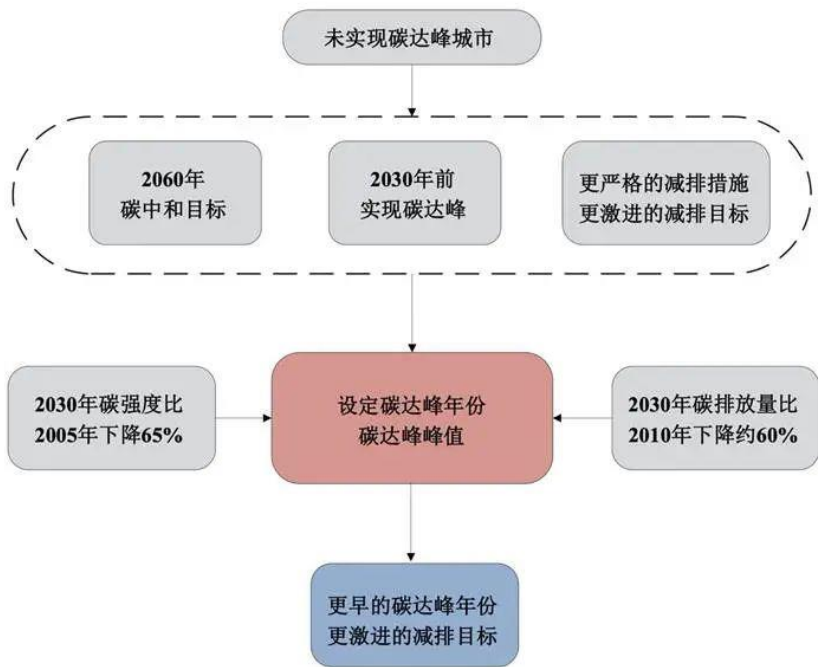 未实现碳达峰城市
2060年
碳中和目标
2030年前
实现碳达峰
更严格的减排措施
更激进的减排目标
2030年碳强度比
2005年下降65%
设定碳达峰年份
碳达峰峰值
2030年碳排放量比
2010年下降约60%
更早的碳达峰年份
更激进的减排目标